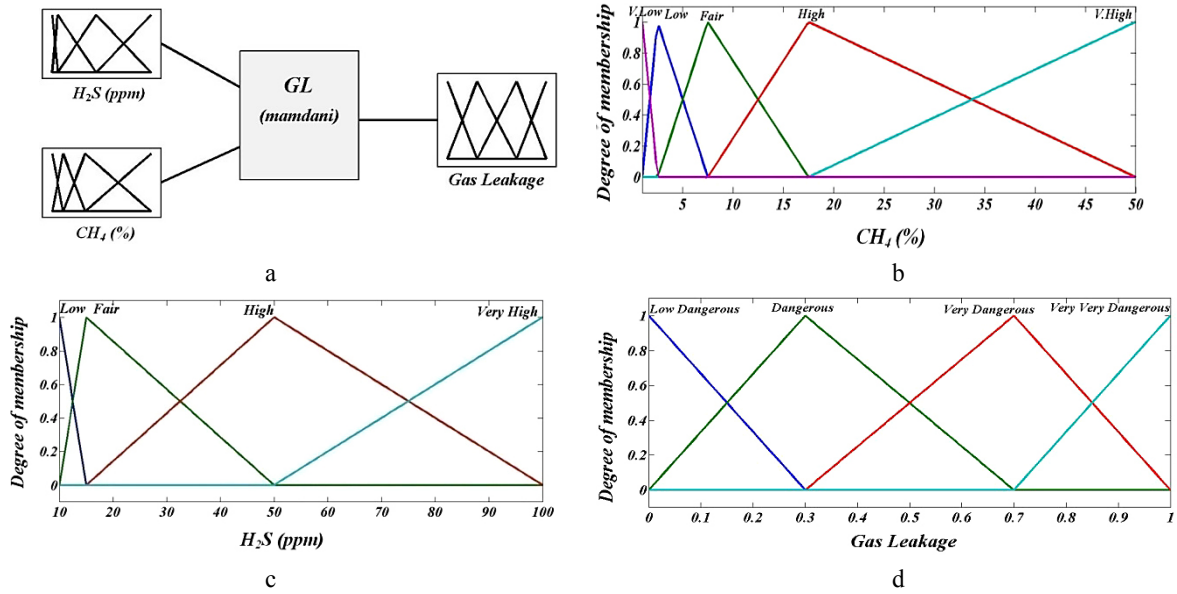 H₂S (ppm)
CH₄ (%)
GL
(mamdani)
Gas Leakage
a
V.Low Low Fair High V.High
Degree of membership
1
0.8
0.6
0.4
0.2
0
5 10 15 20 25 30 35 40 45 50
CH₄ (%)
b
Low Fair High Very High
Degree of membership
1
0.8
0.6
0.4
0.2
0
10 20 30 40 50 60 70 80 90 100
H₂S (ppm)
c
Low Dangerous Dangerous Very Dangerous Very Very Dangerous
Degree of membership
1
0.8
0.6
0.4
0.2
0
0 0.1 0.2 0.3 0.4 0.5 0.6 0.7 0.8 0.9 1
Gas Leakage
d